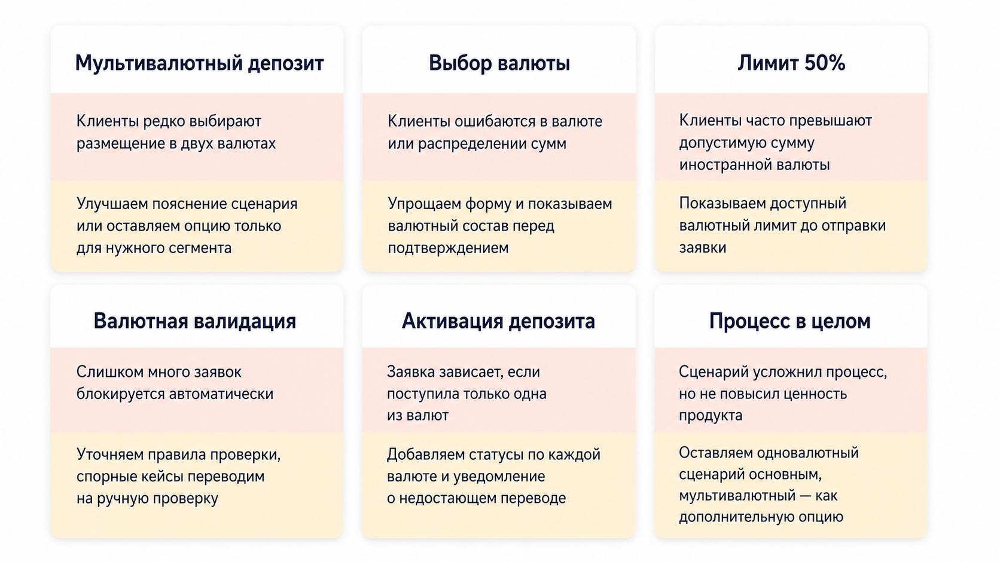 Мультивалютный депозит
Клиенты редко выбирают
размещение в двух валютах
Улучшаем пояснение сценария
или оставляем опцию только
для нужного сегмента
Выбор валюты
Клиенты ошибаются в валюте
или распределении сумм
Упрощаем форму и показываем
валютный состав перед
подтверждением
Лимит 50%
Клиенты часто превышают
допустимую сумму
иностранной валюты
Показываем доступный
валютный лимит до отправки
заявки
Валютная валидация
Слишком много заявок
блокируется автоматически
Уточняем правила проверки,
спорные кейсы переводим
на ручную проверку
Активация депозита
Заявка зависает, если
поступила только одна
из валют
Добавляем статусы по каждой
валюте и уведомление
о недостающем переводе
Процесс в целом
Сценарий усложнил процесс,
но не повысил ценность
продукта
Оставляем одновалютный
сценарий основным,
мультивалютный — как
дополнительную опцию